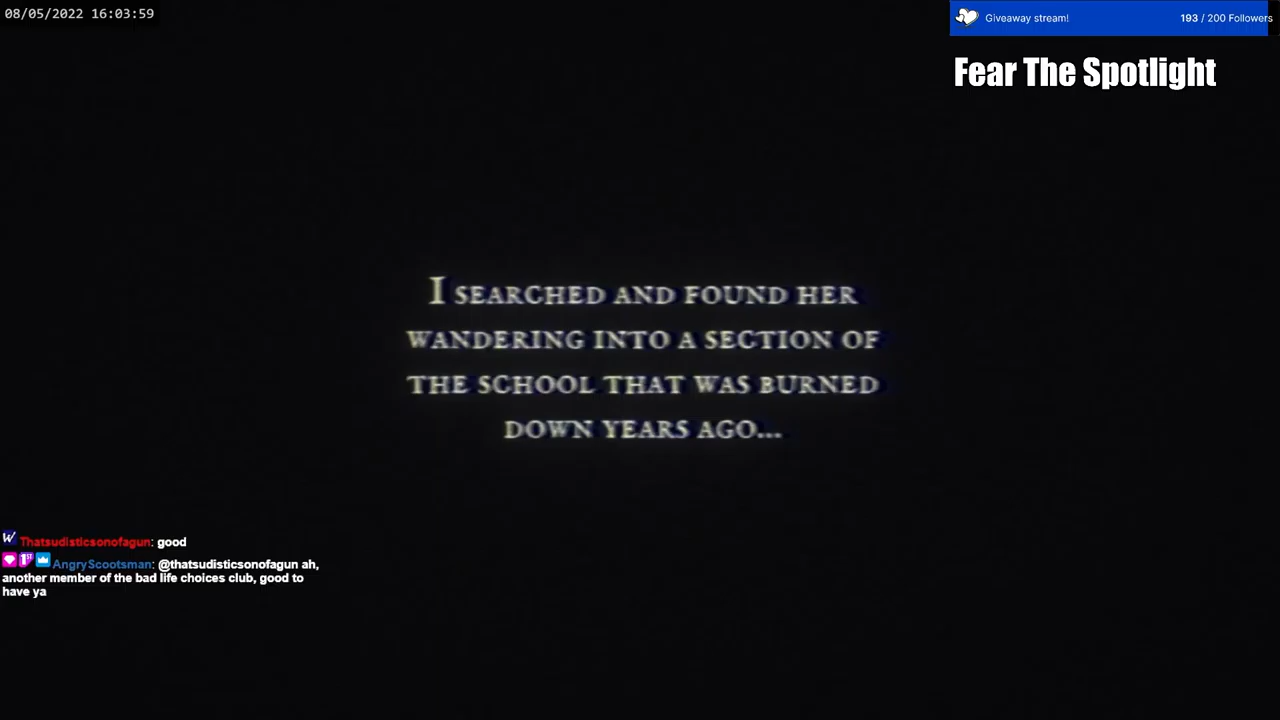 08/05/2022 16:03:59
Giveaway stream! 193 / 200 Followers
Fear The Spotlight
I SEARCHED AND FOUND HER
WANDERING INTO A SECTION OF
THE SCHOOL THAT WAS BURNED
DOWN YEARS AGO...
Thatsudisticsonofagun: good
AngryScootsman: @thatsudisticsonofagun ah,
another member of the bad life choices club, good to
have ya